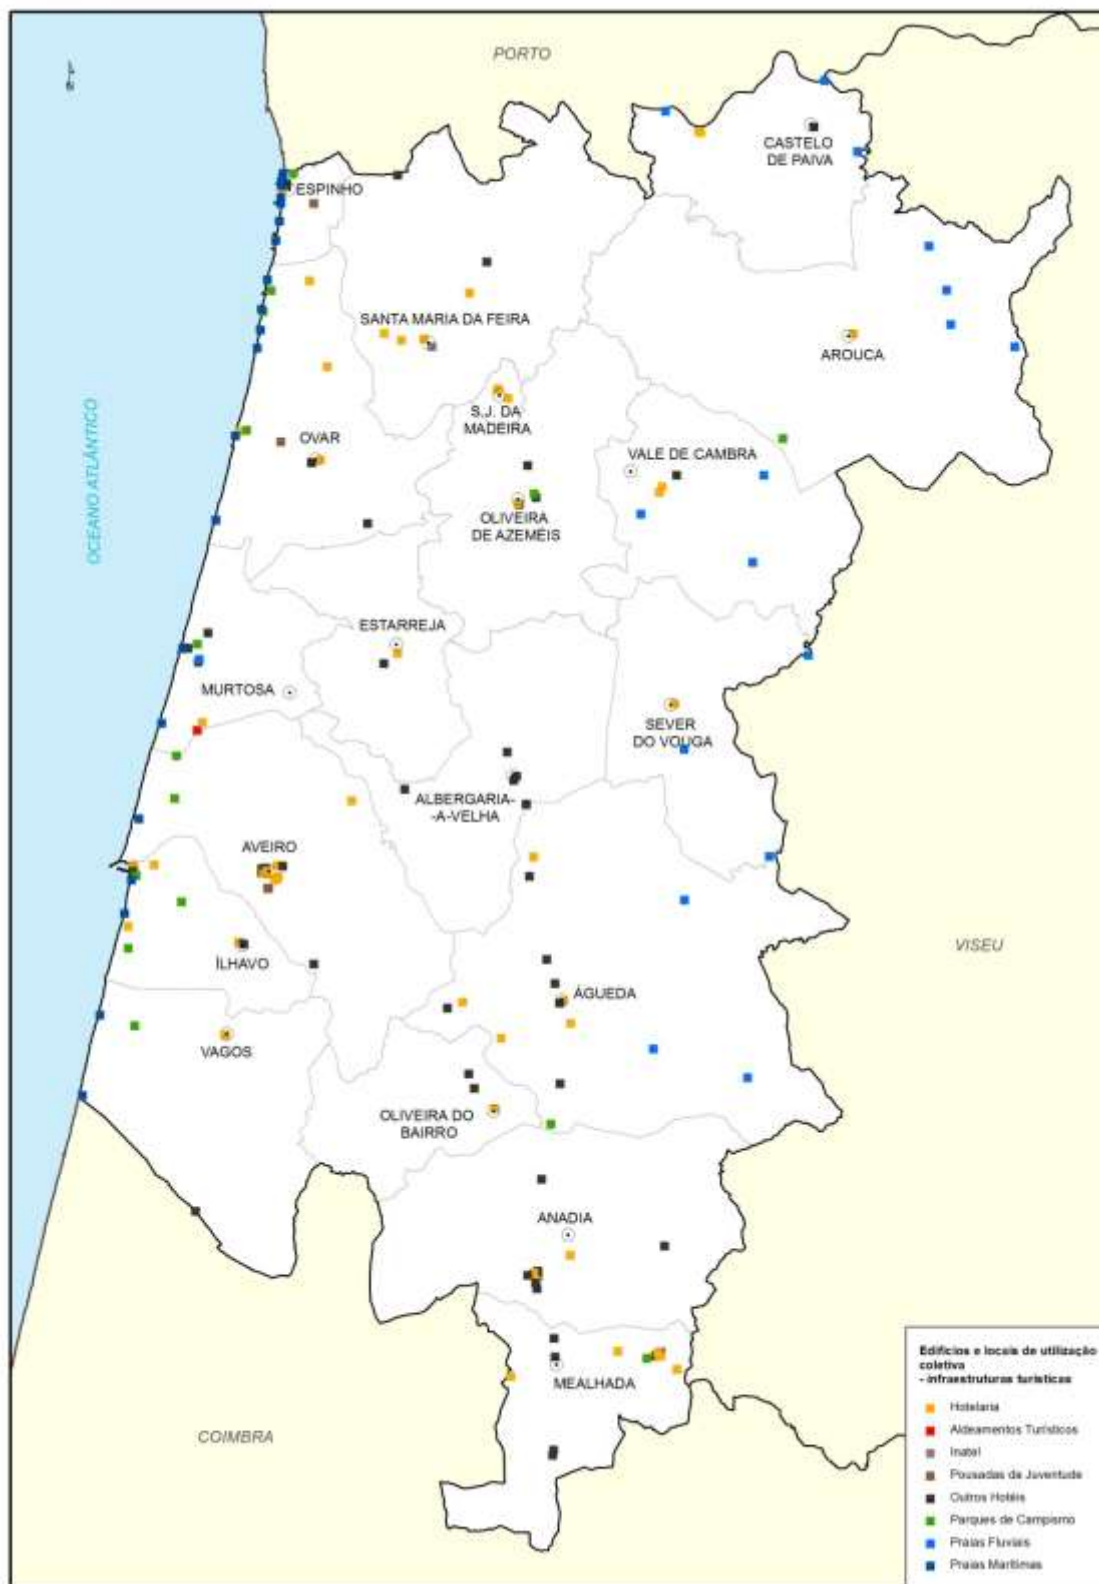 PORTO
CASTELO
DE PAIVA
ESPINHO
SANTA MARIA DA FEIRA
AROUCA
S.J. DA
MADEIRA
OCEANO ATLÂNTICO
OVAR
VALE DE CAMBRA
OLIVEIRA
DE AZEMÉIS
ESTARREJA
MURTOSA
SEVER
DO VOUGA
ALBERGARIA-
-A-VELHA
AVEIRO
VISEU
ÍLHAVO
ÁGUEDA
VAGOS
OLIVEIRA DO
BAIRRO
ANADIA
MEALHADA
COIMBRA
Edifícios e locais de utilização
coletiva
- infraestruturas turísticas
Hotelaria
Aldeamentos Turísticos
Inatel
Pousadas da Juventude
Outros Hotéis
Parques de Campismo
Praias Fluviais
Praias Marítimas